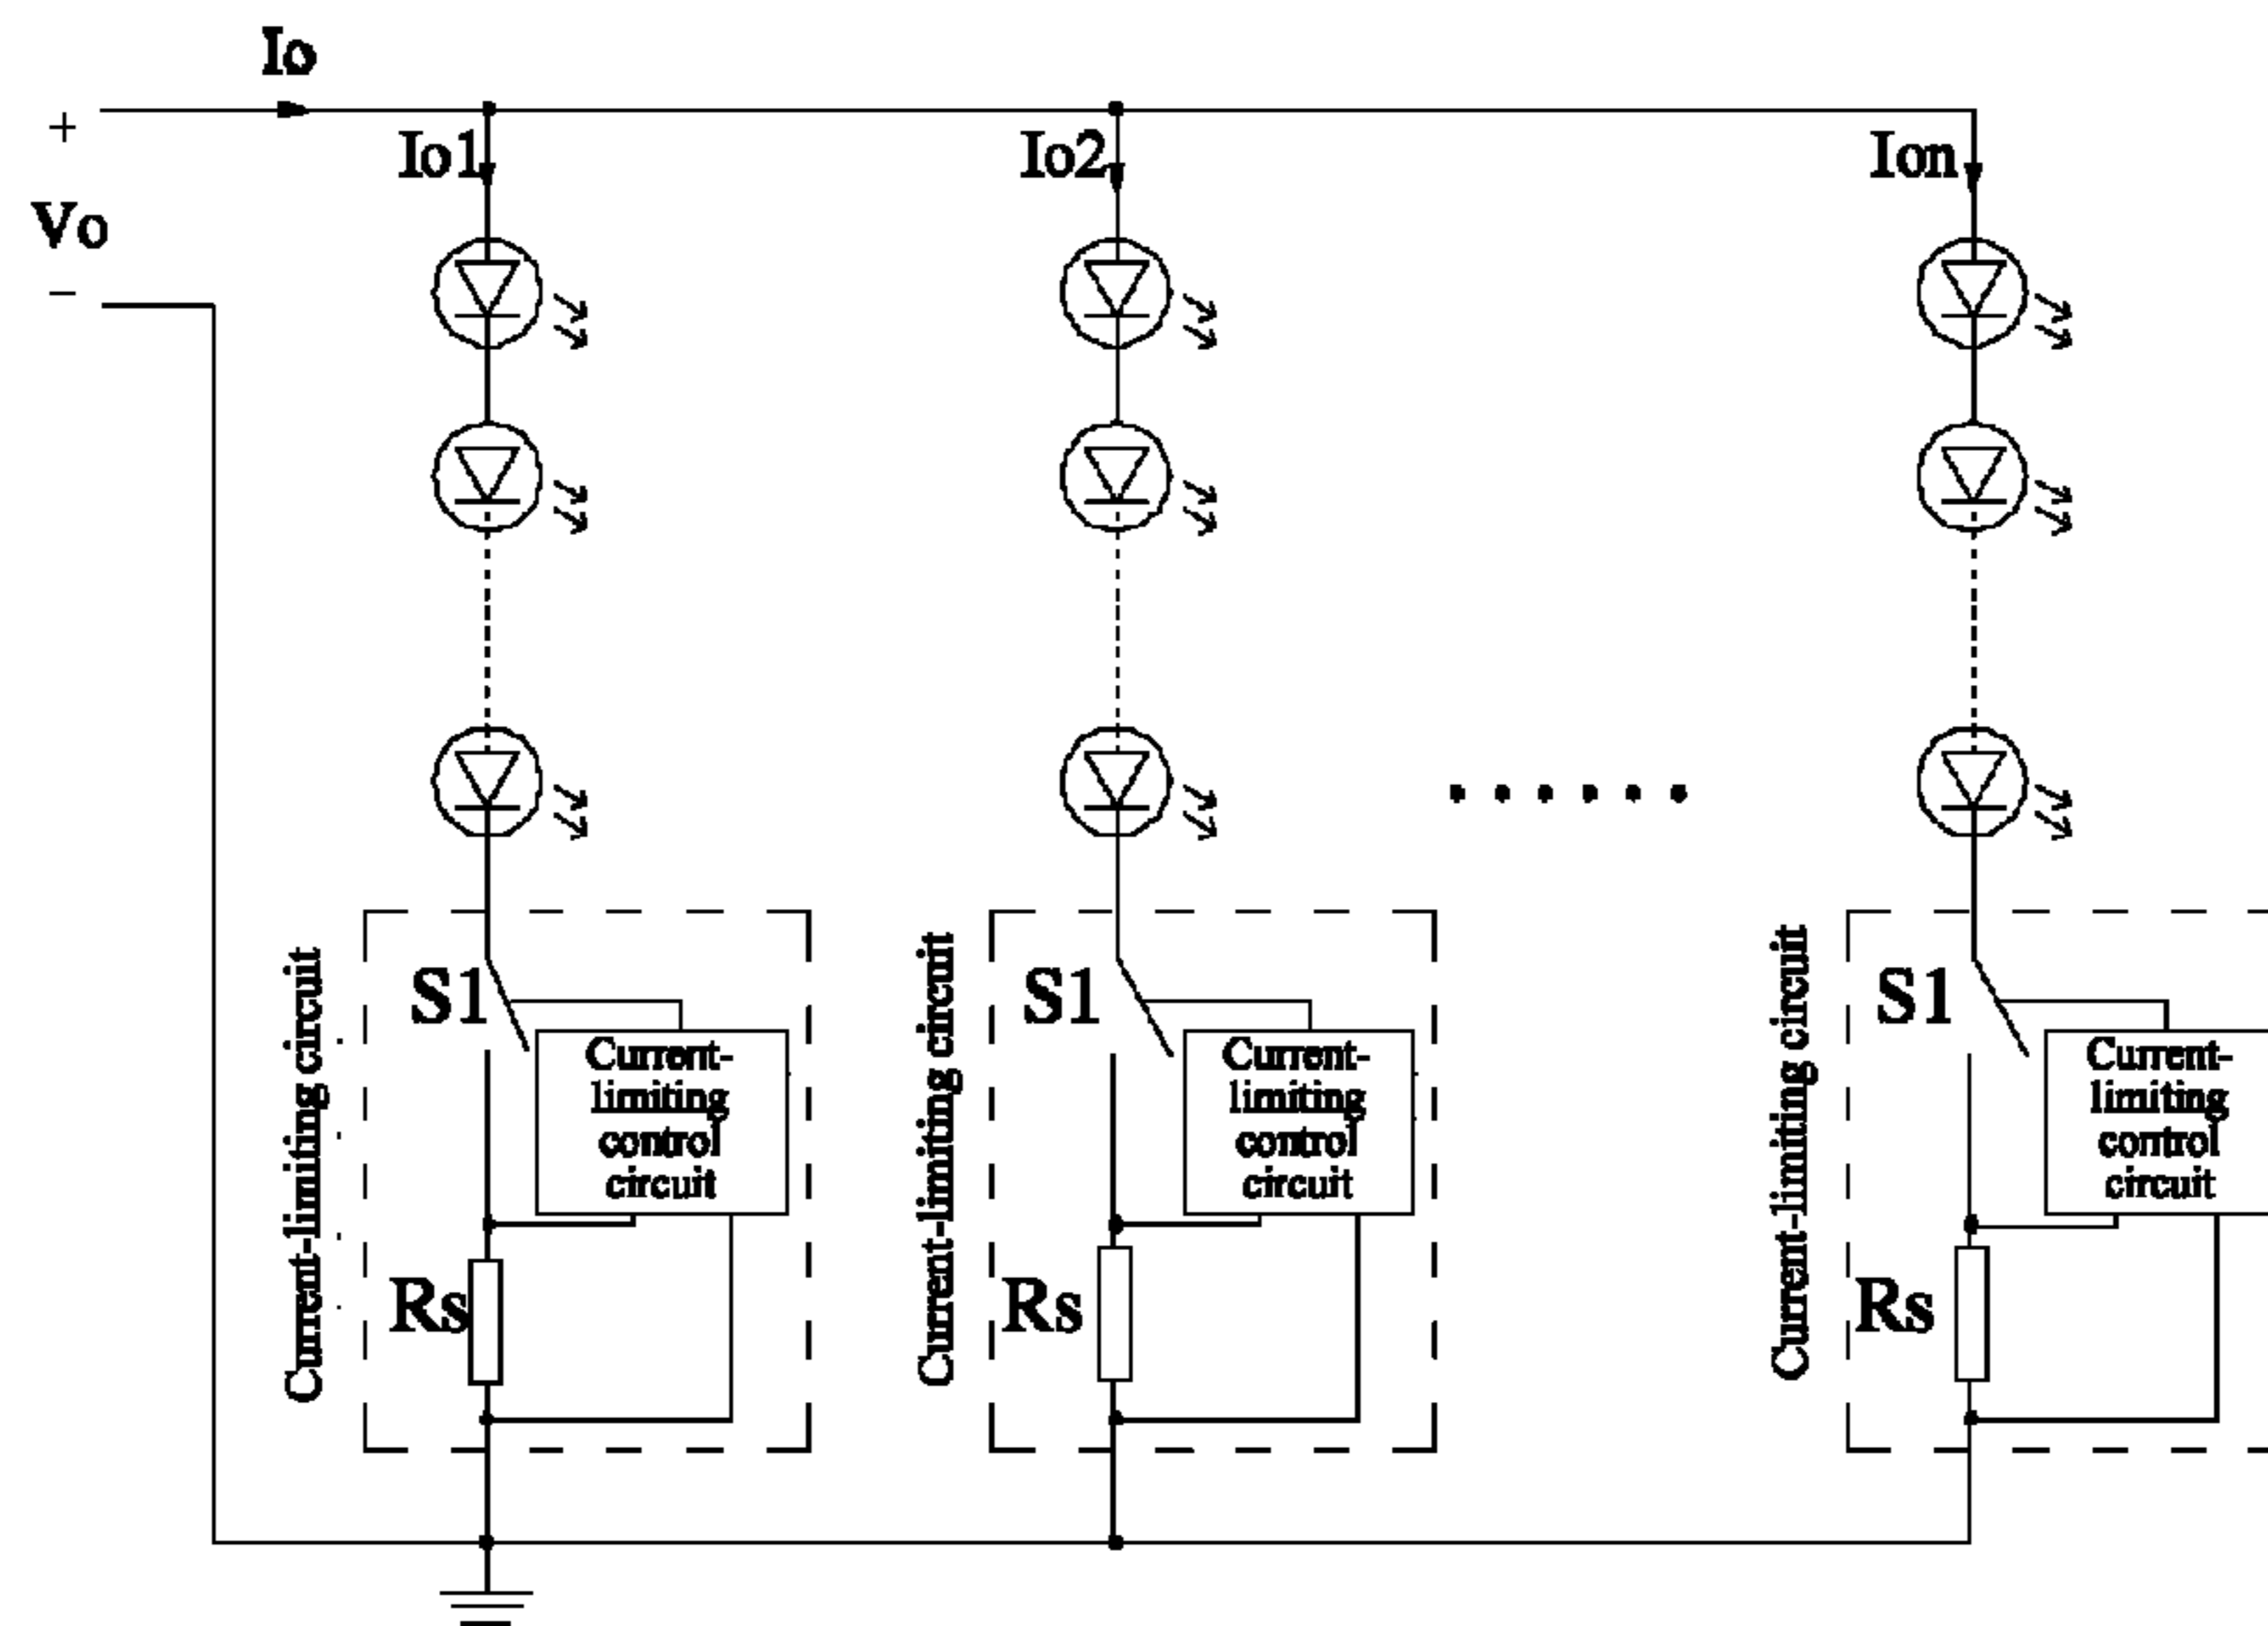 Io
+
Vo
−
Io1
Io2
Ion
Current-limiting circuit
S1
Current-
limiting
control
circuit
Rs
Current-limiting circuit
S1
Current-
limiting
control
circuit
Rs
Current-limiting circuit
S1
Current-
limiting
control
circuit
Rs